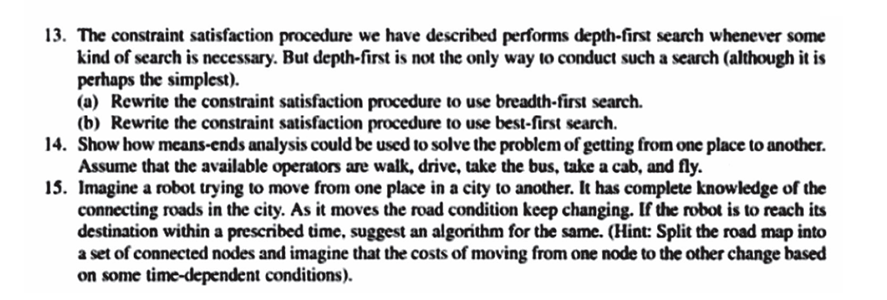 13. The constraint satisfaction procedure we have described performs depth-first search whenever some
kind of search is necessary. But depth-first is not the only way to conduct such a search (although it is
perhaps the simplest).
(a) Rewrite the constraint satisfaction procedure to use breadth-first search.
(b) Rewrite the constraint satisfaction procedure to use best-first search.
14. Show how means-ends analysis could be used to solve the problem of getting from one place to another.
Assume that the available operators are walk, drive, take the bus, take a cab, and fly.
15. Imagine a robot trying to move from one place in a city to another. It has complete knowledge of the
connecting roads in the city. As it moves the road condition keep changing. If the robot is to reach its
destination within a prescribed time, suggest an algorithm for the same. (Hint: Split the road map into
a set of connected nodes and imagine that the costs of moving from one node to the other change based
on some time-dependent conditions).